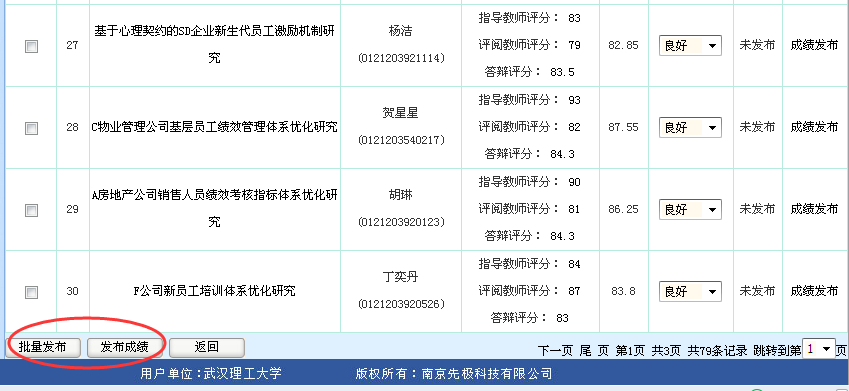 27
基于心理契约的SD企业新生代员工激励机制研
究
杨洁
(0121203921114)
指导教师评分: 83
评阅教师评分: 79
答辩评分: 83.5
82.85
良好
未发布
成绩发布
28
C物业管理公司基层员工绩效管理体系优化研究
贺星星
(0121203540217)
指导教师评分: 93
评阅教师评分: 82
答辩评分: 84.3
87.55
良好
未发布
成绩发布
29
A房地产公司销售人员绩效考核指标体系优化研
究
胡琳
(0121203920123)
指导教师评分: 90
评阅教师评分: 81
答辩评分: 84.3
86.25
良好
未发布
成绩发布
30
F公司新员工培训体系优化研究
丁奕丹
(0121203920526)
指导教师评分: 84
评阅教师评分: 87
答辩评分: 83
83.8
良好
未发布
成绩发布
批量发布 发布成绩 返回
下一页 尾 页 第1页 共3页 共79条记录 跳转到第 1 页
用户单位:武汉理工大学 版权所有:南京先极科技有限公司